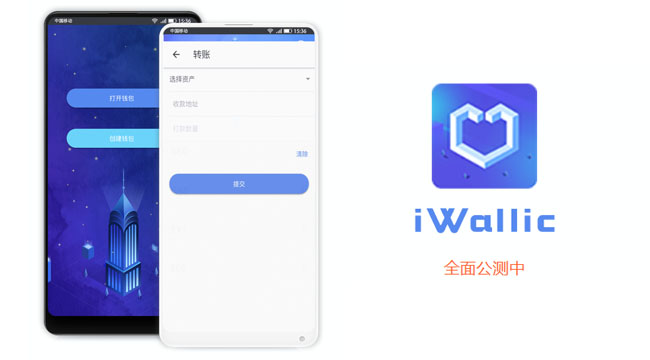 中国移动
15:36
打开钱包
创建钱包
中国移动
15:36
转账
选择资产
收款地址
打款数量
清除
提交
iWallic
全面公测中